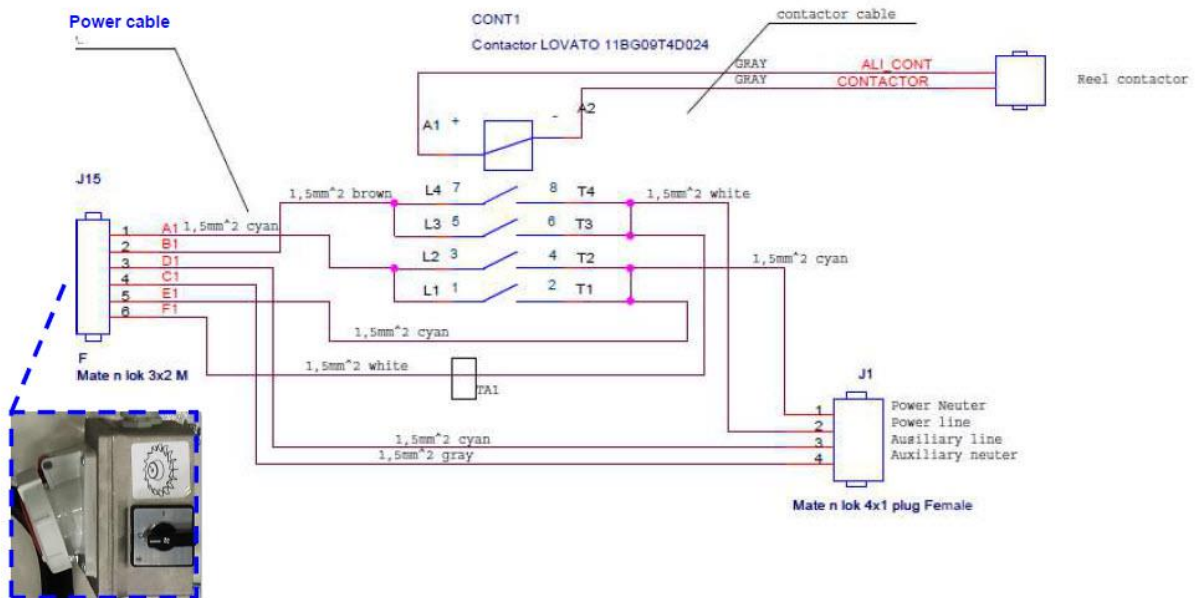 Power cable
CONT1
contactor cable
Contactor LOVATO 11BG09T4D024
GRAY ALI_CONT
GRAY CONTACTOR
Reel contactor
A1 + - A2
J15
1,5mm^2 brown L4 7 8 T4 1,5mm^2 white
1 A1 1,5mm^2 cyan L3 5 6 T3
2 B1
3 D1 L2 3 4 T2 1,5mm^2 cyan
4 C1
5 E1 L1 1 2 T1
6 F1
1,5mm^2 cyan
F
Mate n lok 3x2 M
1,5mm^2 white
TA1
J1
1 Power Neuter
2 Power line
1,5mm^2 cyan 3 Ausiliary line
1,5mm^2 gray 4 Auxiliary neuter
Mate n lok 4x1 plug Female